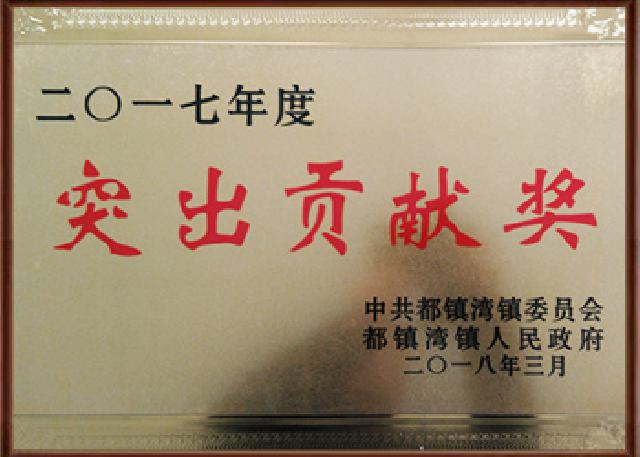 二〇一七年度
突出贡献奖
中共都镇湾镇委员会
都镇湾镇人民政府
二〇一八年三月